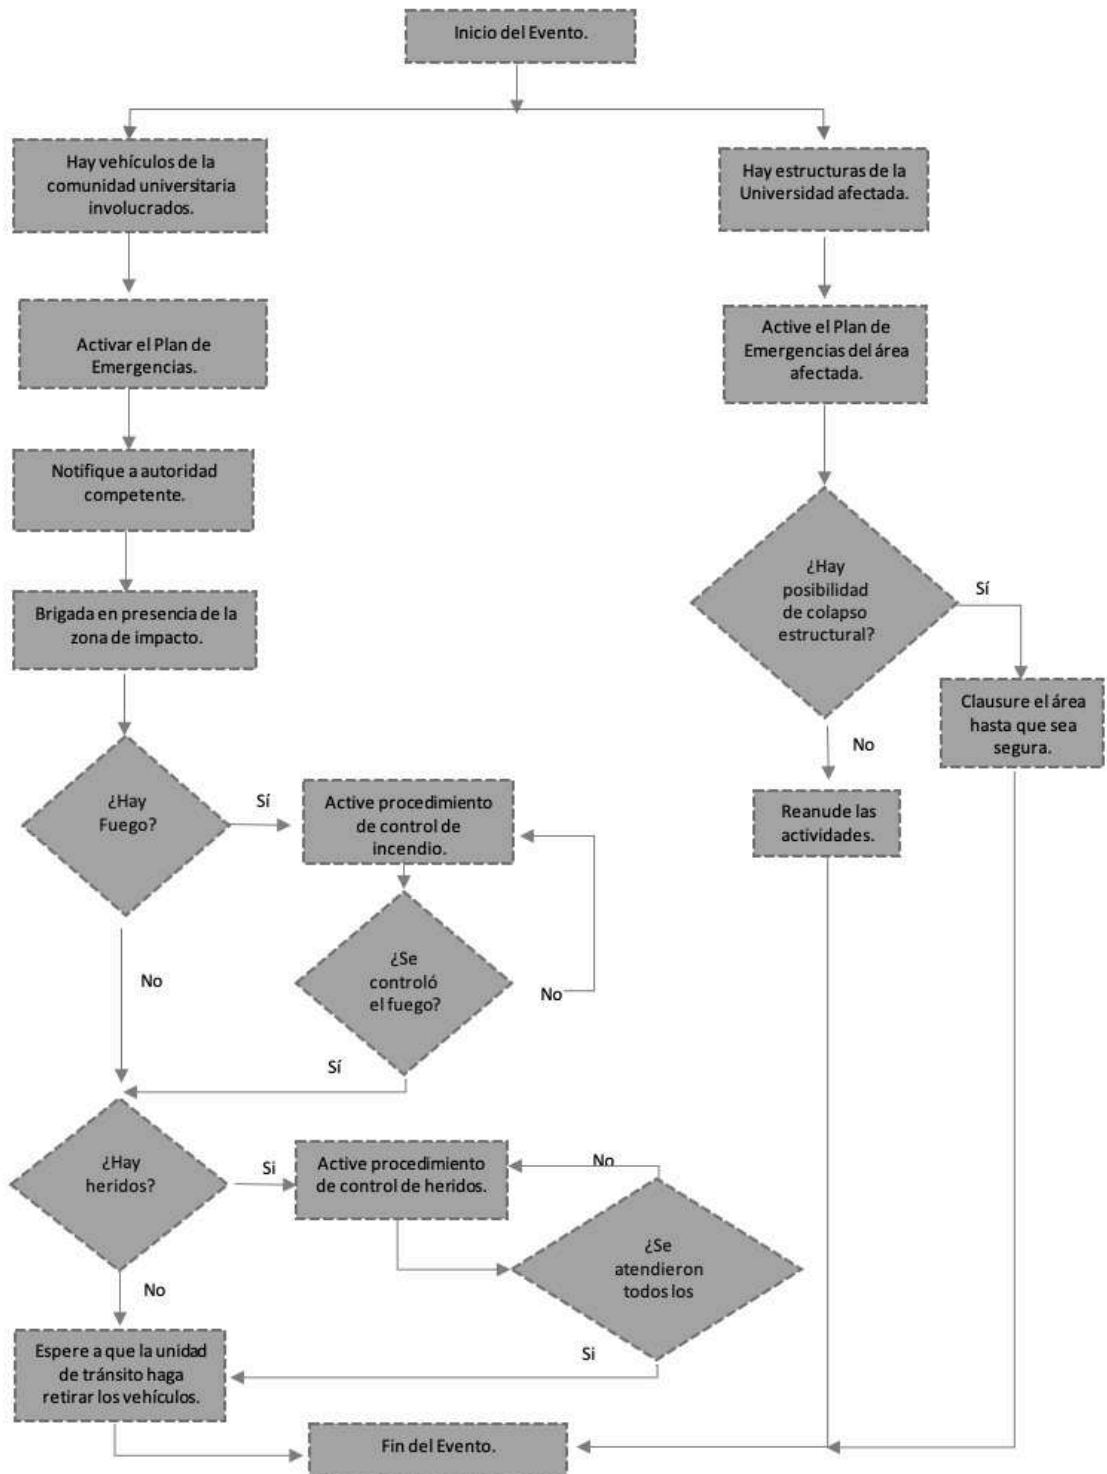 Inicio del Evento.
Hay vehículos de la
comunidad universitaria
involucrados.
Hay estructuras de la
Universidad afectada.
Activar el Plan de
Emergencias.
Active el Plan de
Emergencias del área
afectada.
Notifique a autoridad
competente.
Brigada en presencia de la
zona de impacto.
¿Hay
posibilidad
de colapso
estructural?
Sí
Clausure el área
hasta que sea
segura.
No
Reanude las
actividades.
¿Hay
Fuego?
Sí
Active procedimiento
de control de
incendio.
No
¿Se
controló
el fuego?
No
Sí
¿Hay
heridos?
Si
Active procedimiento
de control de heridos.
No
¿Se
atendieron
todos los
No
Si
Espere a que la unidad
de tránsito haga
retirar los vehículos.
Fin del Evento.